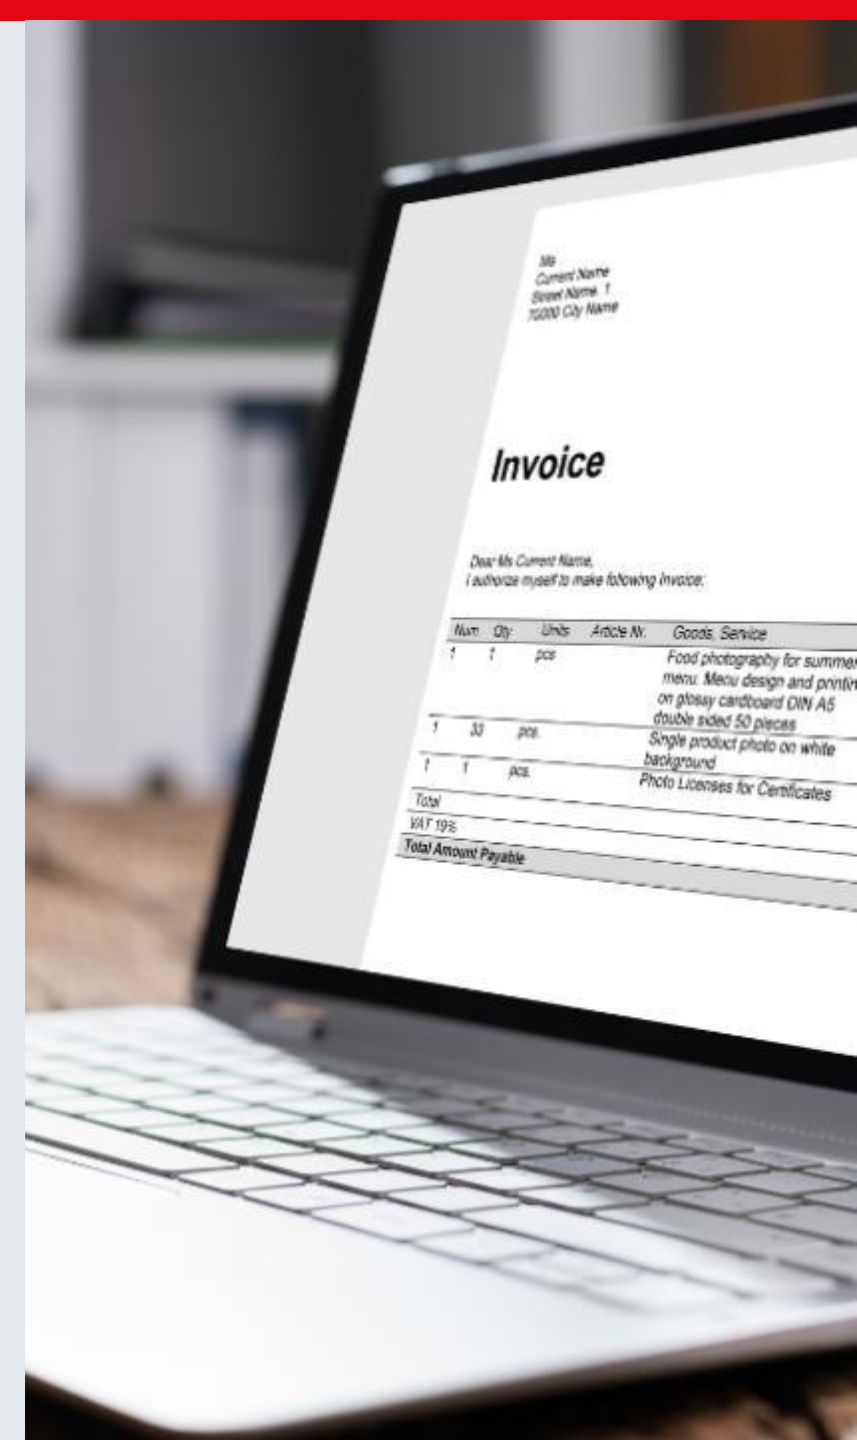 Ms
Current Name
Street Name. 1
70000 City Name
Invoice
Dear Ms Current Name,
I authorize myself to make following Invoice:
Num Qty Units Article Nr. Goods, Service
1 1 pcs Food photography for summer
menu. Menu design and printin
on glossy cardboard DIN A5
double sided 50 pieces
1 33 pcs. Single product photo on white
background
1 1 pcs. Photo Licenses for Certificates
Total
VAT 19%
Total Amount Payable